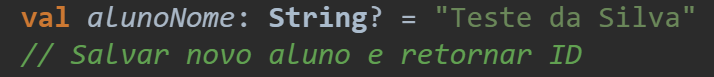 val alunoNome: String? = "Teste da Silva"
// Salvar novo aluno e retornar ID